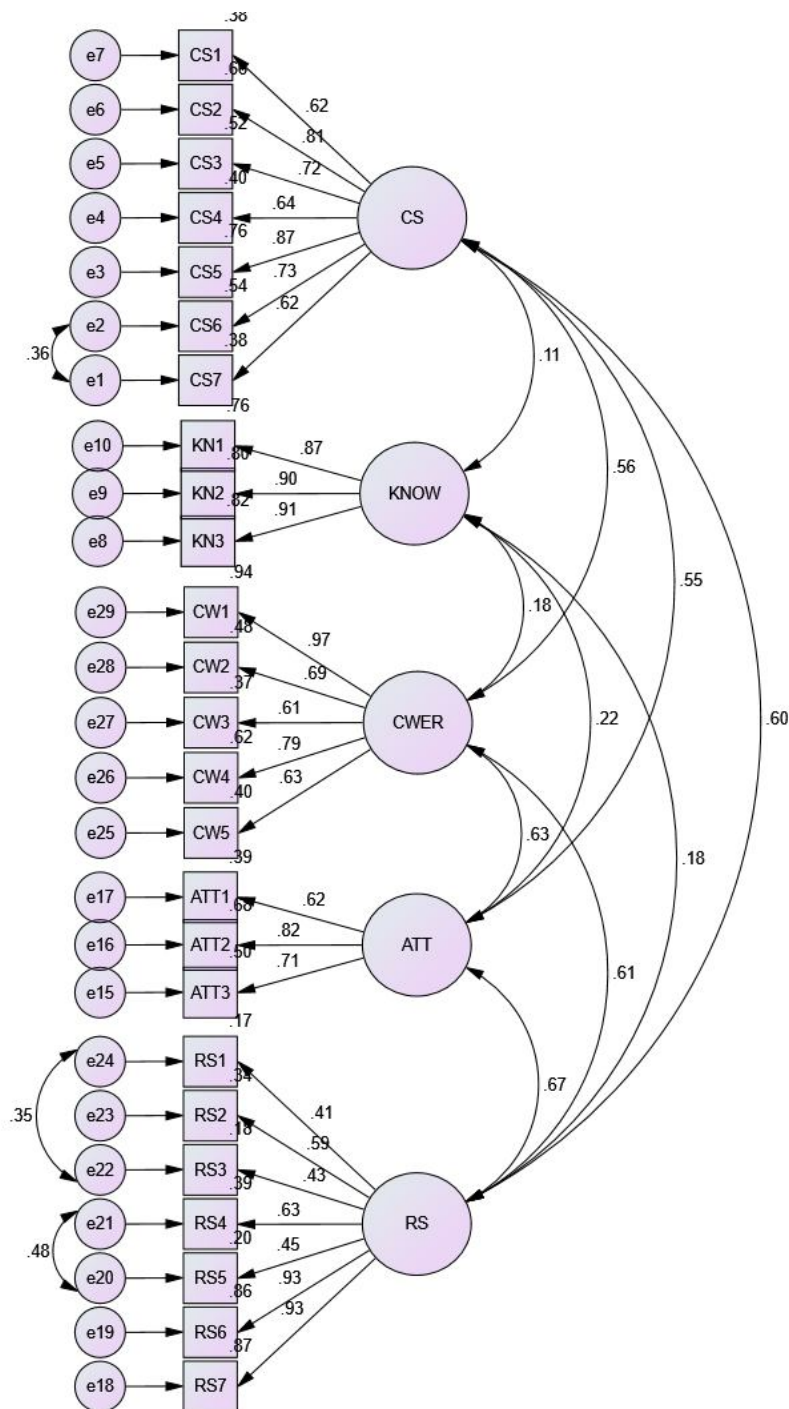 .38
e7 CS1
.66
.62
e6 CS2
.52
.81
e5 CS3
.72
.40
e4 CS4
.64
CS
.76
e3 CS5
.87
.54
.73
e2 CS6
.62
.38
.36
e1 CS7
.11
.76
e10 KN1
.80
.87
.56
e9 KN2
.90
KNOW
.82
.91
e8 KN3
.94
.55
e29 CW1
.18
.48
.97
e28 CW2
.69
.37
.61
e27 CW3
CWER
.22
.60
.62
.79
e26 CW4
.63
.40
e25 CW5
.63
.39
.18
e17 ATT1
.62
.68
.82
e16 ATT2
ATT
.50
.71
.61
e15 ATT3
.17
e24 RS1
.34
.67
.35
.41
e23 RS2
.18
.59
e22 RS3
.43
.39
e21 RS4
.63
RS
.20
.48
.45
e20 RS5
.86
.93
.93
e19 RS6
.87
e18 RS7